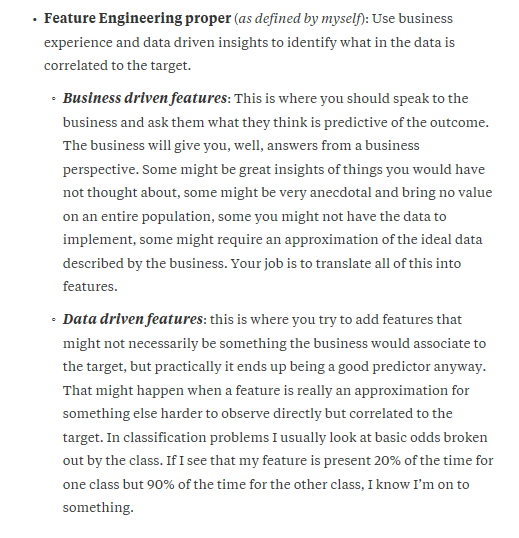 • Feature Engineering proper (as defined by myself): Use business
experience and data driven insights to identify what in the data is
correlated to the target.
◦ Business driven features: This is where you should speak to the
business and ask them what they think is predictive of the outcome.
The business will give you, well, answers from a business
perspective. Some might be great insights of things you would have
not thought about, some might be very anecdotal and bring no value
on an entire population, some you might not have the data to
implement, some might require an approximation of the ideal data
described by the business. Your job is to translate all of this into
features.
◦ Data driven features: this is where you try to add features that
might not necessarily be something the business would associate to
the target, but practically it ends up being a good predictor anyway.
That might happen when a feature is really an approximation for
something else harder to observe directly but correlated to the
target. In classification problems I usually look at basic odds broken
out by the class. If I see that my feature is present 20% of the time for
one class but 90% of the time for the other class, I know I'm on to
something.